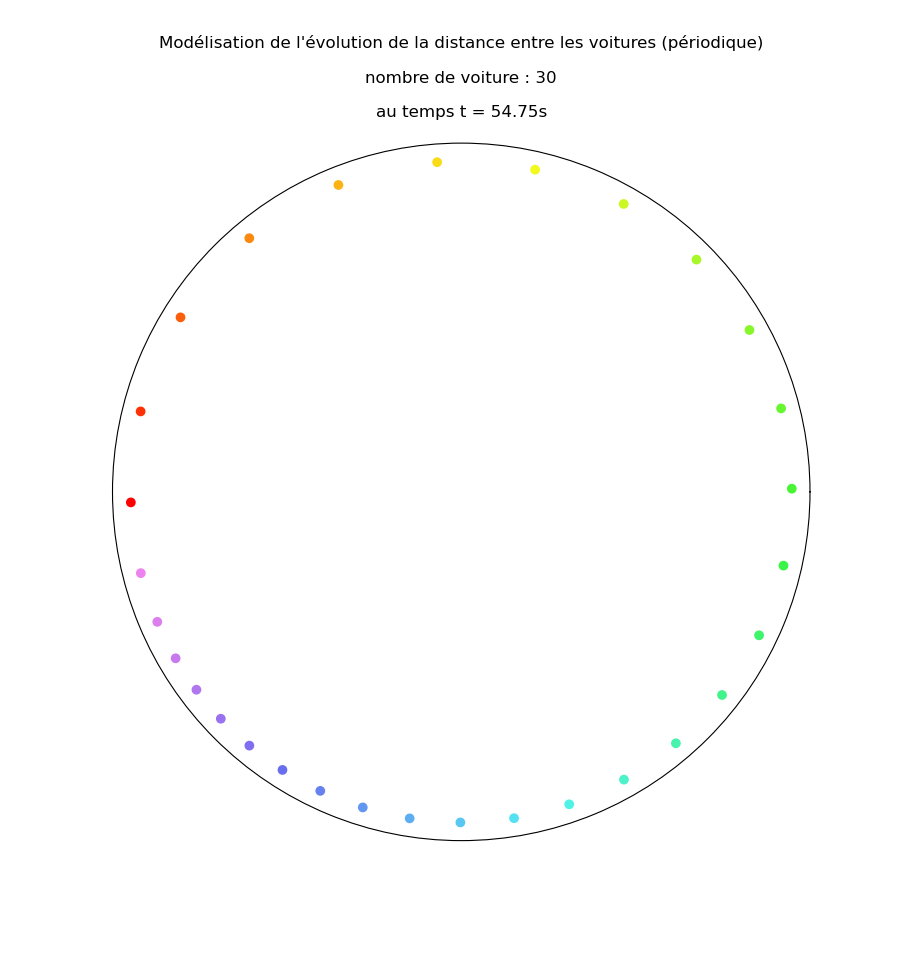 Modélisation de l'évolution de la distance entre les voitures (périodique)
nombre de voiture : 30
au temps t = 54.75s